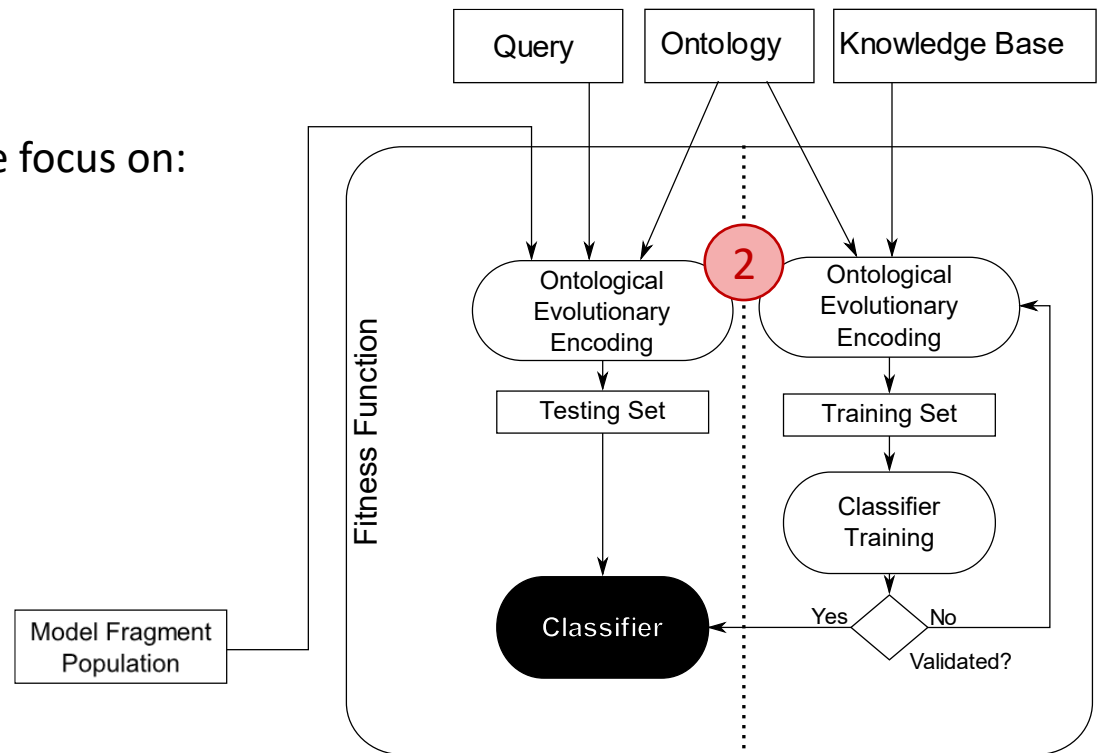 Query
Ontology
Knowledge Base
focus on:
2
Ontological
Evolutionary
Encoding
Ontological
Evolutionary
Encoding
Fitness Function
Testing Set
Training Set
Classifier
Training
Classifier
Yes
No
Validated?
Model Fragment
Population